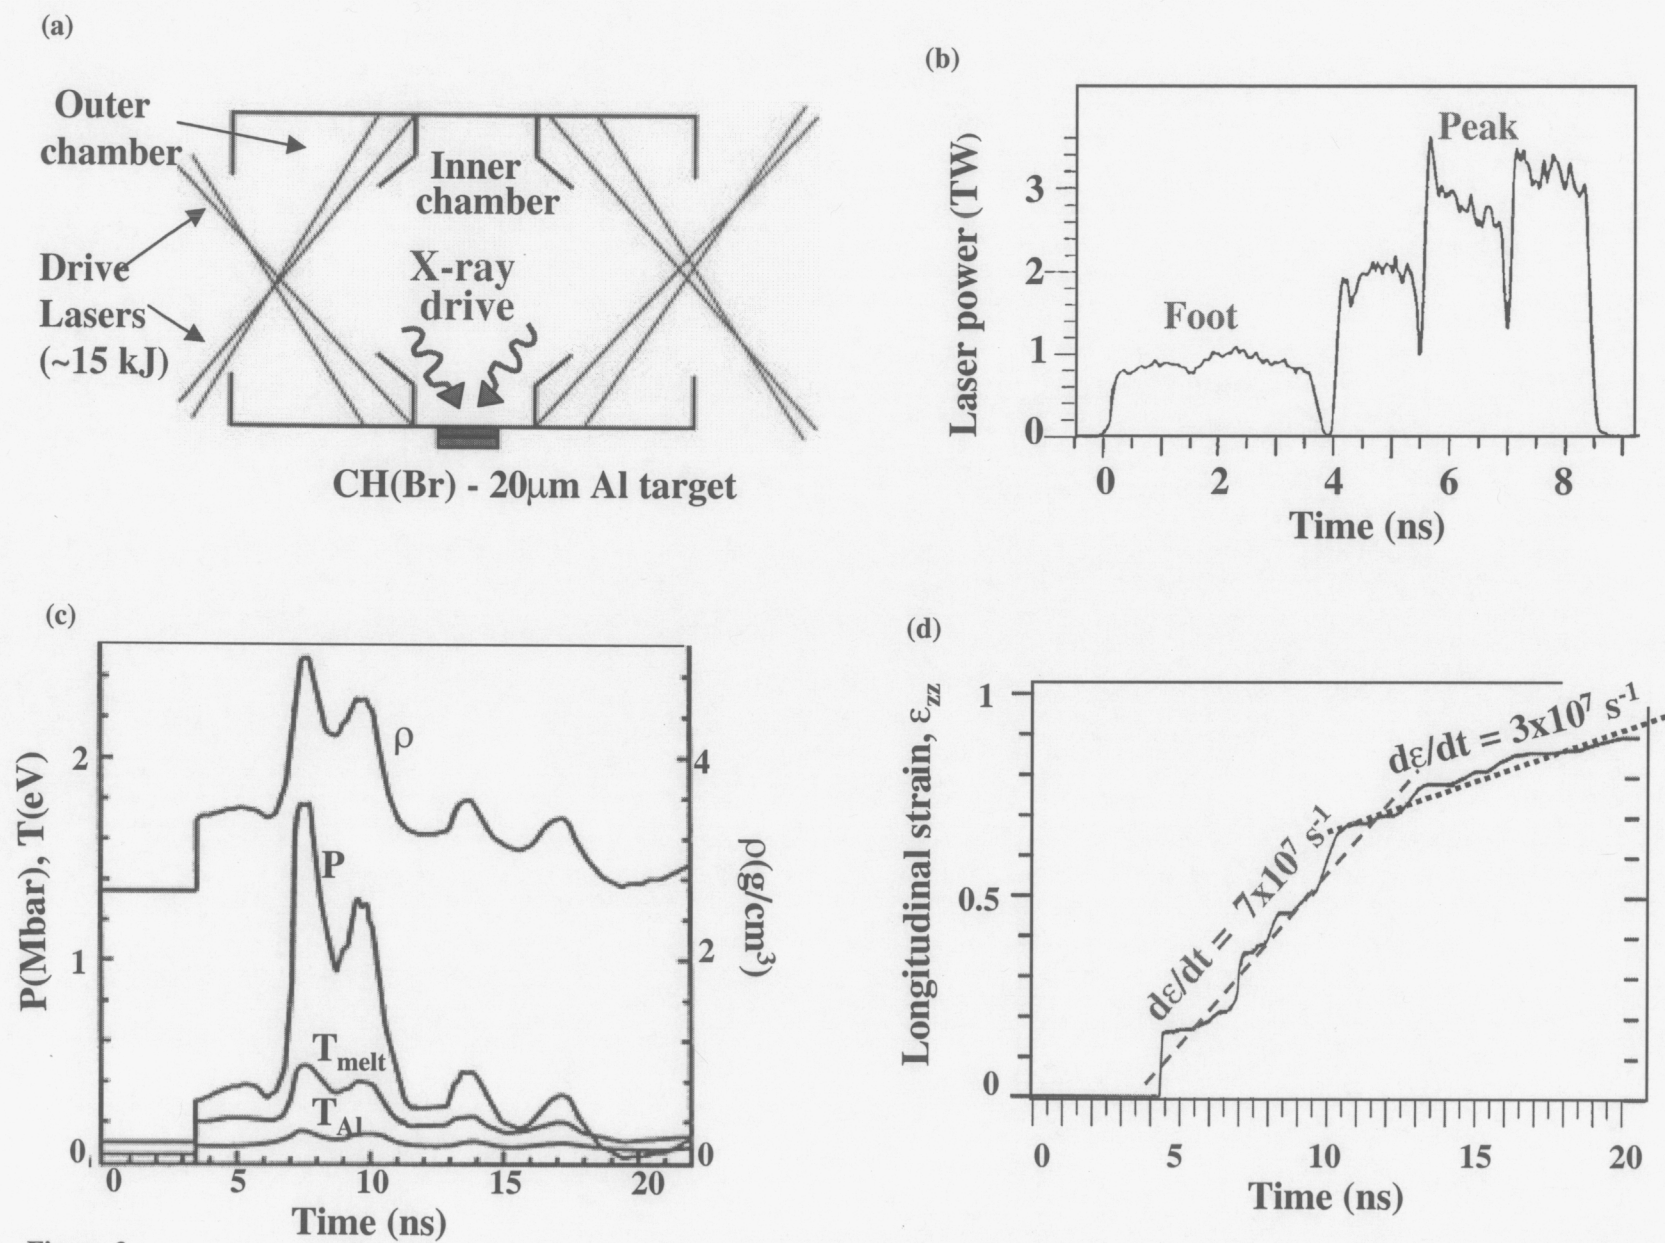 (a)
Outer
chamber
Inner
chamber
Drive
Lasers
(~15 kJ)
X-ray
drive
CH(Br) - 20μm Al target
(b)
Laser power (TW)
3
2
1
0
Foot
Peak
0 2 4 6 8
Time (ns)
(c)
P(Mbar), T(eV)
2
1
0
ρ
P
Tmelt
TAl
4
2
0
ρ(g/cm³)
0 5 10 15 20
Time (ns)
(d)
Longitudinal strain, εzz
1
0.5
0
dε/dt = 7x10⁷ s⁻¹
dε/dt = 3x10⁷ s⁻¹
0 5 10 15 20
Time (ns)